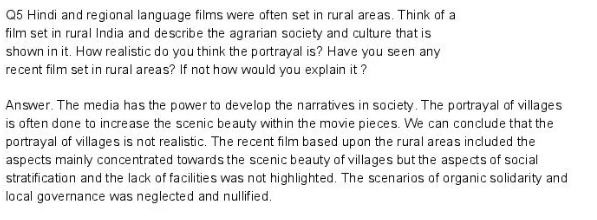 Q5 Hindi and regional language films were often set in rural areas. Think of a
film set in rural India and describe the agrarian society and culture that is
shown in it. How realistic do you think the portrayal is? Have you seen any
recent film set in rural areas? If not how would you explain it ?
Answer. The media has the power to develop the narratives in society. The portrayal of villages
is often done to increase the scenic beauty within the movie pieces. We can conclude that the
portrayal of villages is not realistic. The recent film based upon the rural areas included the
aspects mainly concentrated towards the scenic beauty of villages but the aspects of social
stratification and the lack of facilities was not highlighted. The scenarios of organic solidarity and
local governance was neglected and nullified.